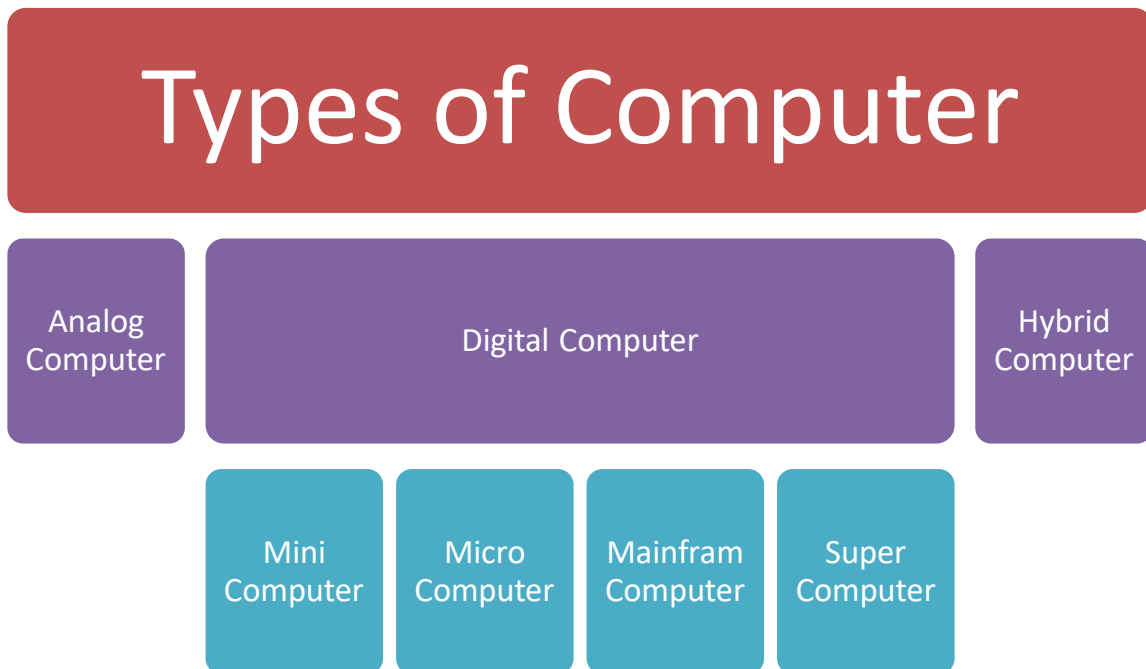 Types of Computer
Analog
Computer
Digital Computer
Hybrid
Computer
Mini
Computer
Micro
Computer
Mainfram
Computer
Super
Computer